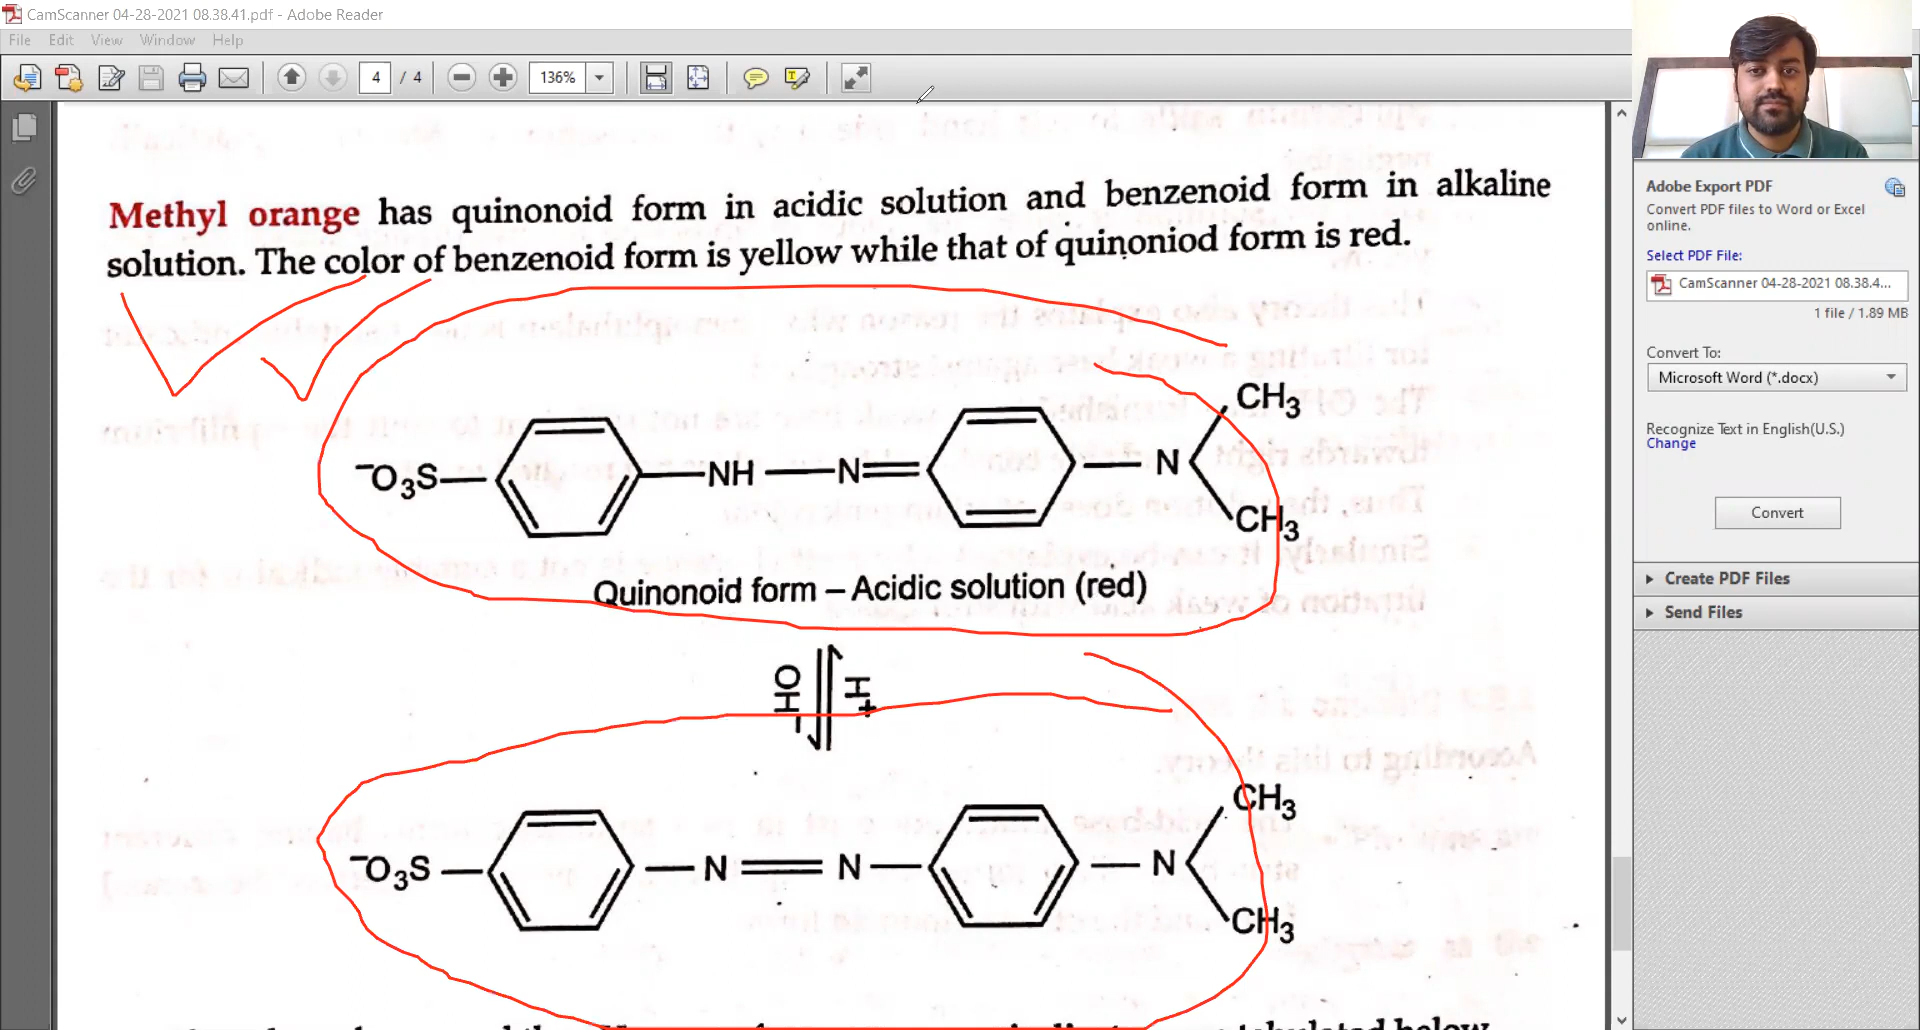 CamScanner 04-28-2021 08.38.41.pdf - Adobe Reader
File Edit View Window Help
4 / 4 136%
Methyl orange has quinonoid form in acidic solution and benzenoid form in alkaline
solution. The color of benzenoid form is yellow while that of quinoniod form is red.
⁻O₃S NH N N CH₃
CH₃
Quinonoid form – Acidic solution (red)
OH⁻ H⁺
⁻O₃S N N N CH₃
CH₃
tabulated below
Adobe Export PDF
Convert PDF files to Word or Excel
online.
Select PDF File:
CamScanner 04-28-2021 08.38.4...
1 file / 1.89 MB
Convert To:
Microsoft Word (*.docx)
Recognize Text in English(U.S.)
Change
Convert
Create PDF Files
Send Files